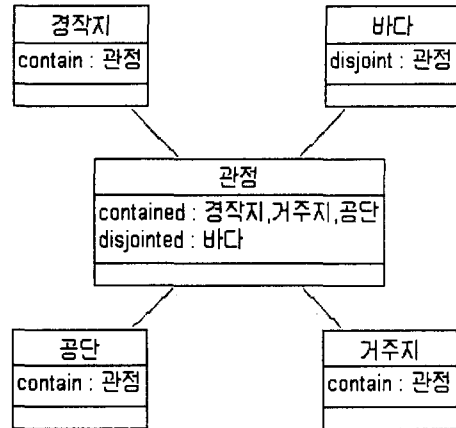 경작지
contain : 관정
바다
disjoint : 관정
관정
contained : 경작지,거주지,공단
disjointed : 바다
공단
contain : 관정
거주지
contain : 관정